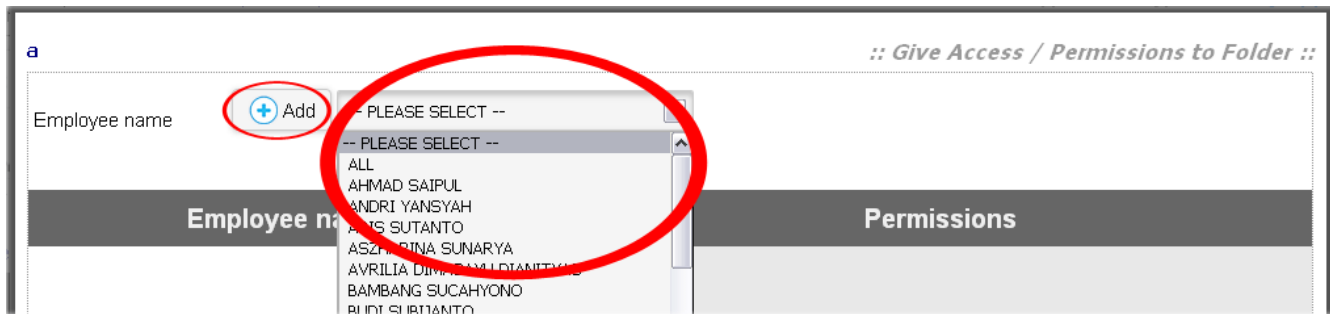 a
:: Give Access / Permissions to Folder ::
Employee name
Add
PLEASE SELECT --
-- PLEASE SELECT --
ALL
AHMAD SAIPUL
ANDRI YANSYAH
SUTANTO
SUNARYA
AVRILIA
BAMBANG SUCAHYONO
BUDI SUBIJANTO
Employee
Permissions